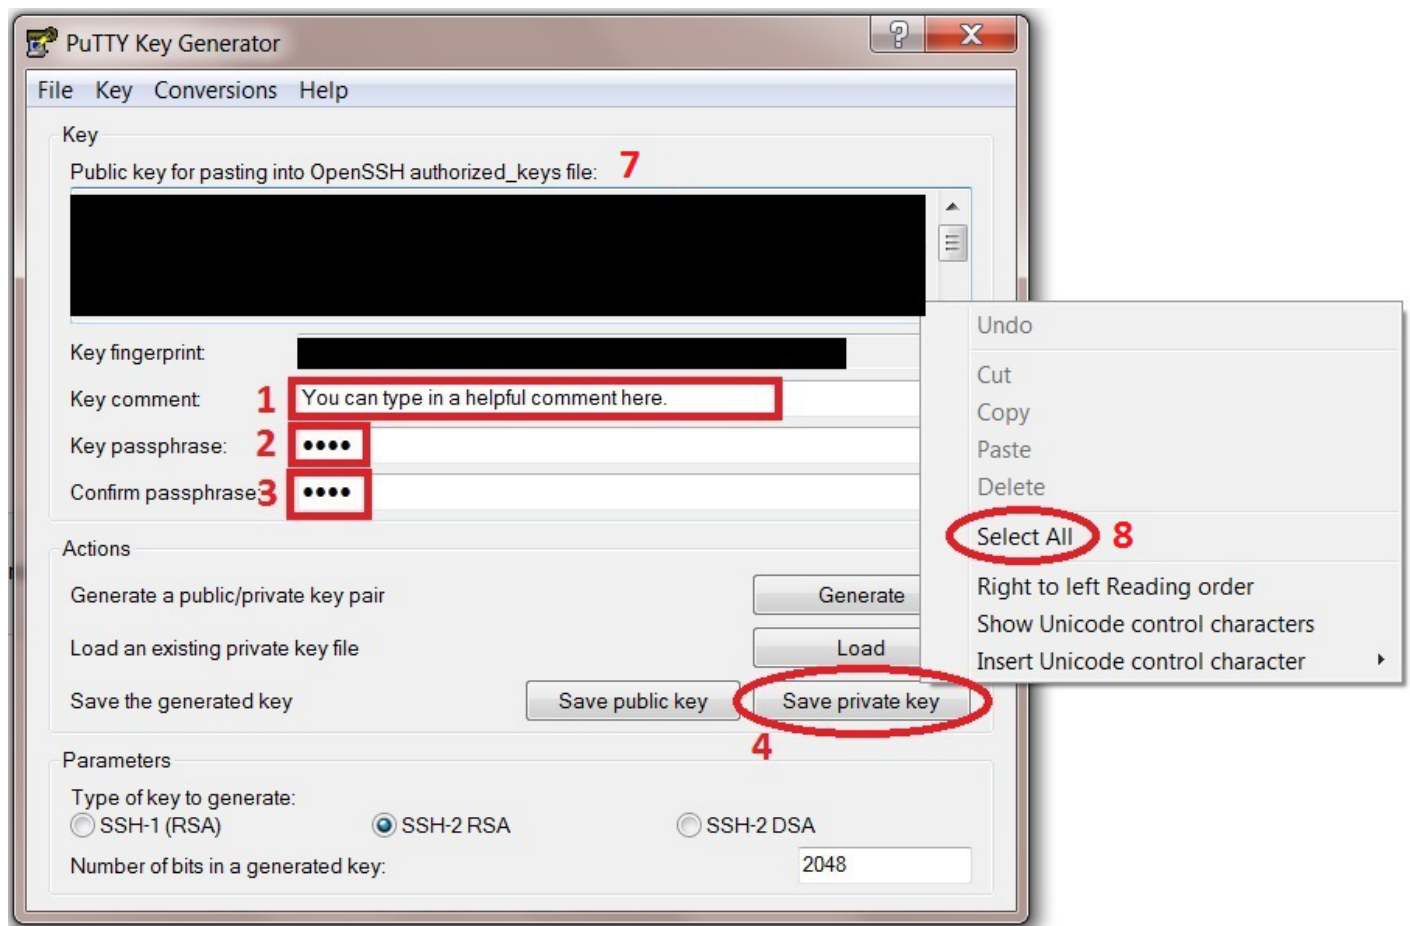 PuTTY Key Generator
File Key Conversions Help
Key
Public key for pasting into OpenSSH authorized_keys file: 7
Key fingerprint:
Key comment: 1 You can type in a helpful comment here.
Key passphrase: 2 ••••
Confirm passphrase: 3 ••••
Actions
Generate a public/private key pair Generate
Load an existing private key file Load
Save the generated key Save public key Save private key
4
Parameters
Type of key to generate:
SSH-1 (RSA) SSH-2 RSA SSH-2 DSA
Number of bits in a generated key: 2048
Undo
Cut
Copy
Paste
Delete
Select All 8
Right to left Reading order
Show Unicode control characters
Insert Unicode control character